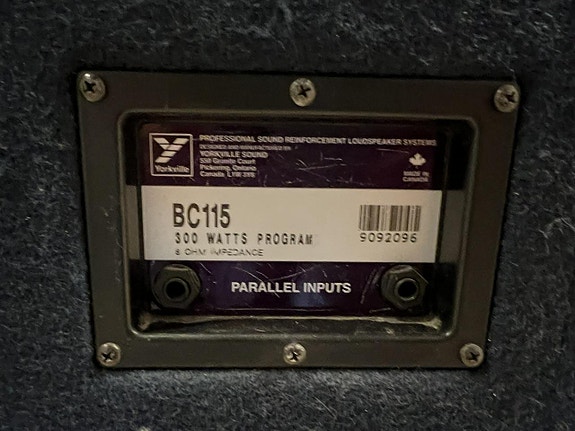 PROFESSIONAL SOUND REINFORCEMENT LOUDSPEAKER SYSTEMS
DESIGNED AND MANUFACTURED BY
YORKVILLE SOUND
550 Granite Court
Pickering, Ontario
Canada, L1W 3Y8
Yorkville
MADE IN
CANADA
BC115
300 WATTS PROGRAM
8 OHM IMPEDANCE
9092096
PARALLEL INPUTS